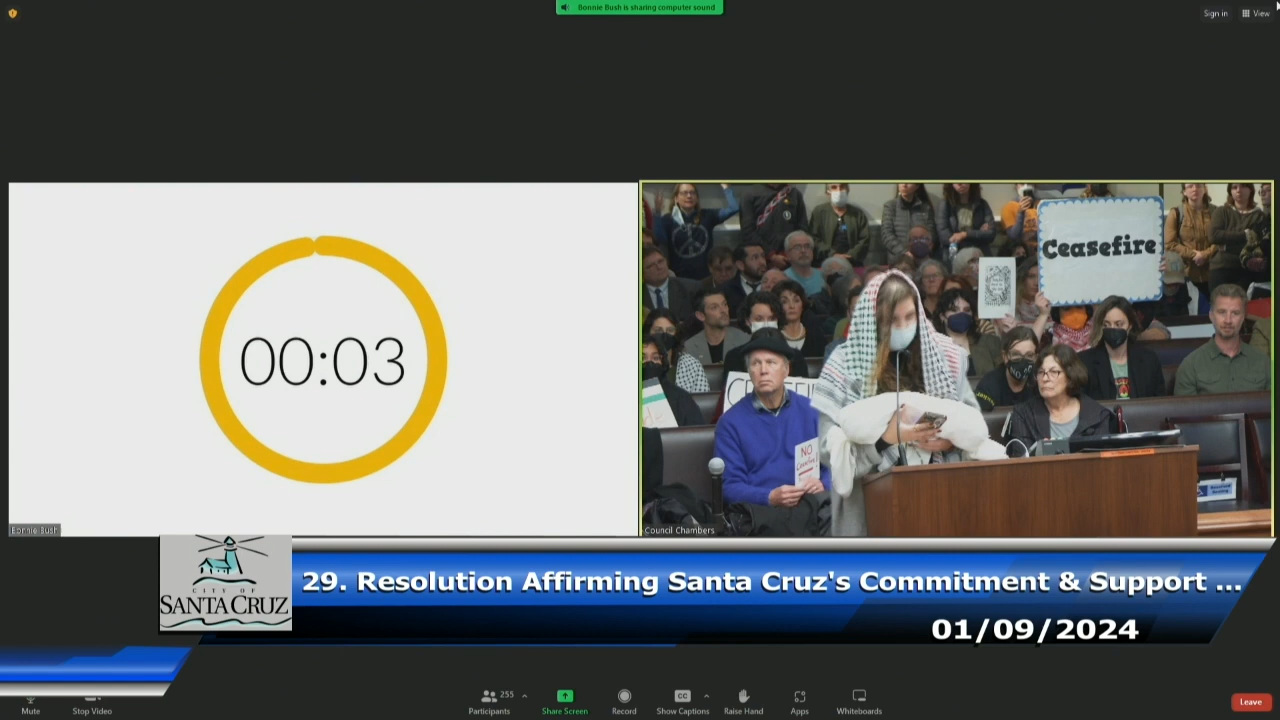 Bonnie Bush is sharing computer sound
Sign in
View
00:03
Ceasefire
NO
Bonnie Bush
Council Chambers
CITY OF
SANTA CRUZ
29. Resolution Affirming Santa Cruz's Commitment & Support ...
01/09/2024
Mute
Stop Video
255
Participants
Share Screen
CC
Show Captions
Record
Raise Hand
Apps
Whiteboards
Leave